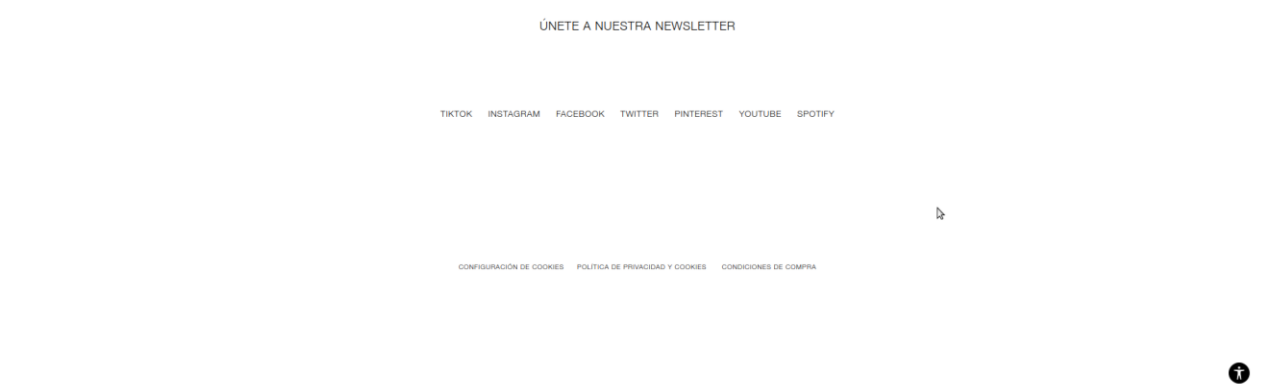 ÚNETE A NUESTRA NEWSLETTER
TIKTOK INSTAGRAM FACEBOOK TWITTER PINTEREST YOUTUBE SPOTIFY
CONFIGURACIÓN DE COOKIES POLÍTICA DE PRIVACIDAD Y COOKIES CONDICIONES DE COMPRA